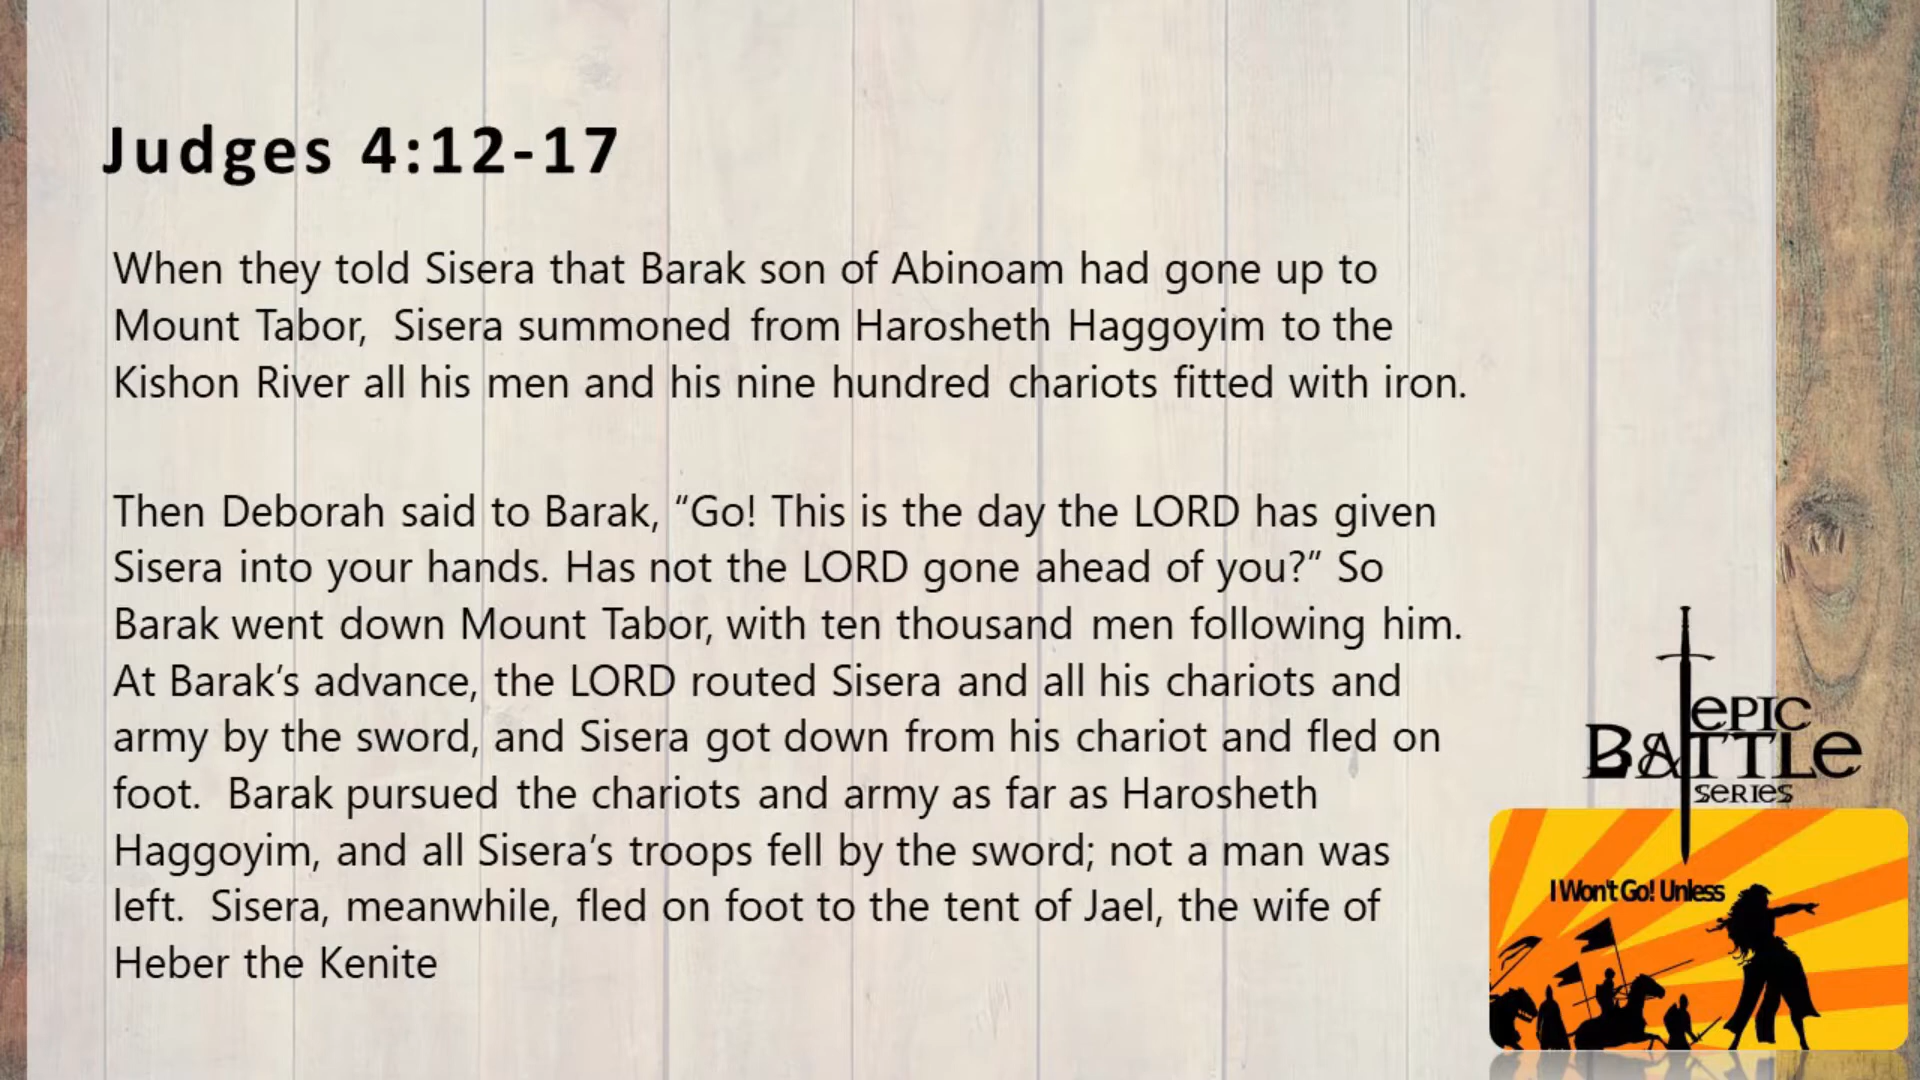 Judges 4:12-17
When they told Sisera that Barak son of Abinoam had gone up to
Mount Tabor, Sisera summoned from Harosheth Haggoyim to the
Kishon River all his men and his nine hundred chariots fitted with iron.
Then Deborah said to Barak, “Go! This is the day the LORD has given
Sisera into your hands. Has not the LORD gone ahead of you?” So
Barak went down Mount Tabor, with ten thousand men following him.
At Barak’s advance, the LORD routed Sisera and all his chariots and
army by the sword, and Sisera got down from his chariot and fled on
foot. Barak pursued the chariots and army as far as Harosheth
Haggoyim, and all Sisera’s troops fell by the sword; not a man was
left. Sisera, meanwhile, fled on foot to the tent of Jael, the wife of
Heber the Kenite
EPIC
BATTLE
SERIES
I Won't Go! Unless